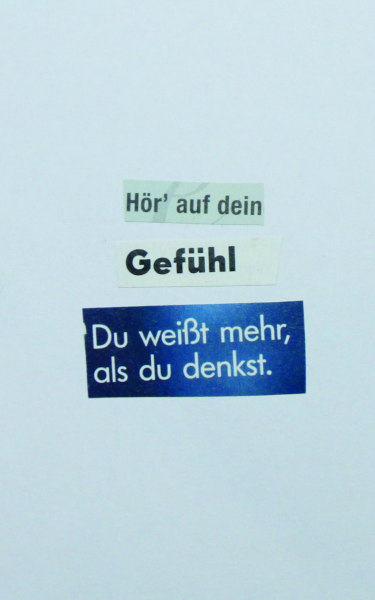 Hör' auf dein
Gefühl
Du weißt mehr,
als du denkst.